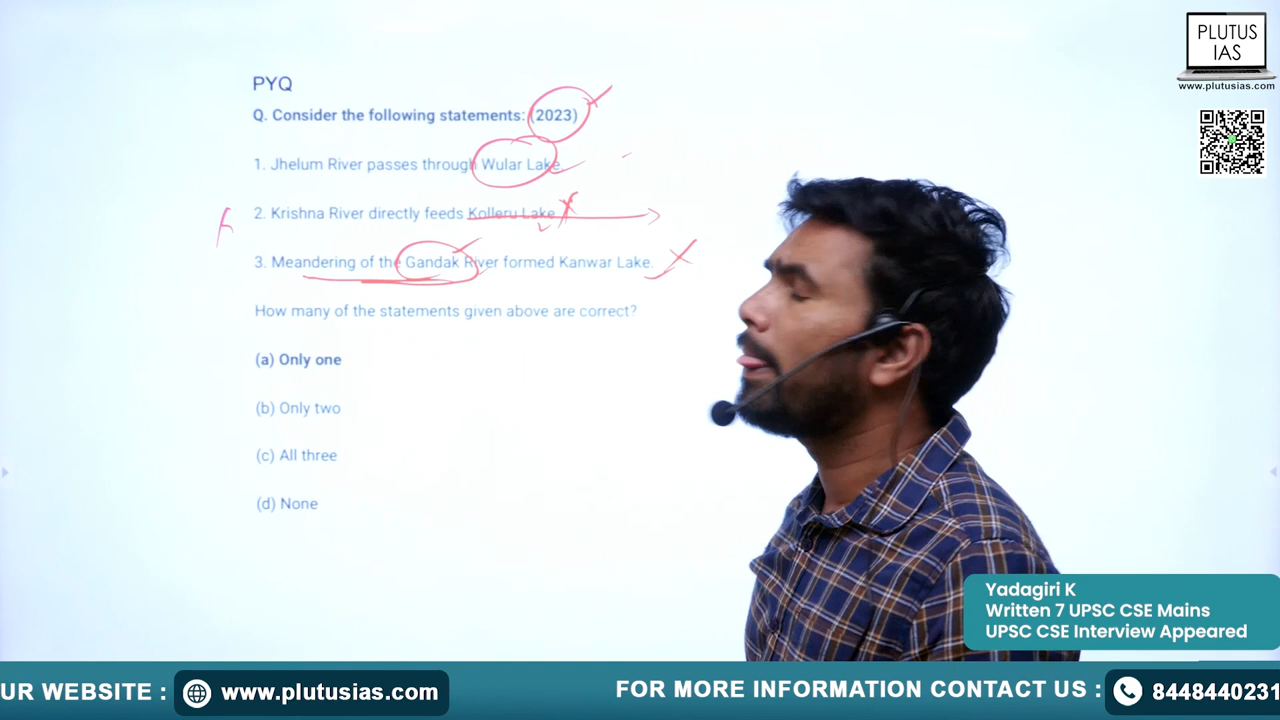 PLUTUS
IAS
www.plutusias.com
PYQ
Q. Consider the following statements: (2023)
1. Jhelum River passes through Wular Lake.
2. Krishna River directly feeds Kolleru Lake
3. Meandering of the Gandak River formed Kanwar Lake.
How many of the statements given above are correct?
(a) Only one
(b) Only two
(c) All three
(d) None
Yadagiri K
Written 7 UPSC CSE Mains
UPSC CSE Interview Appeared
UR WEBSITE : www.plutusias.com FOR MORE INFORMATION CONTACT US : 8448440231